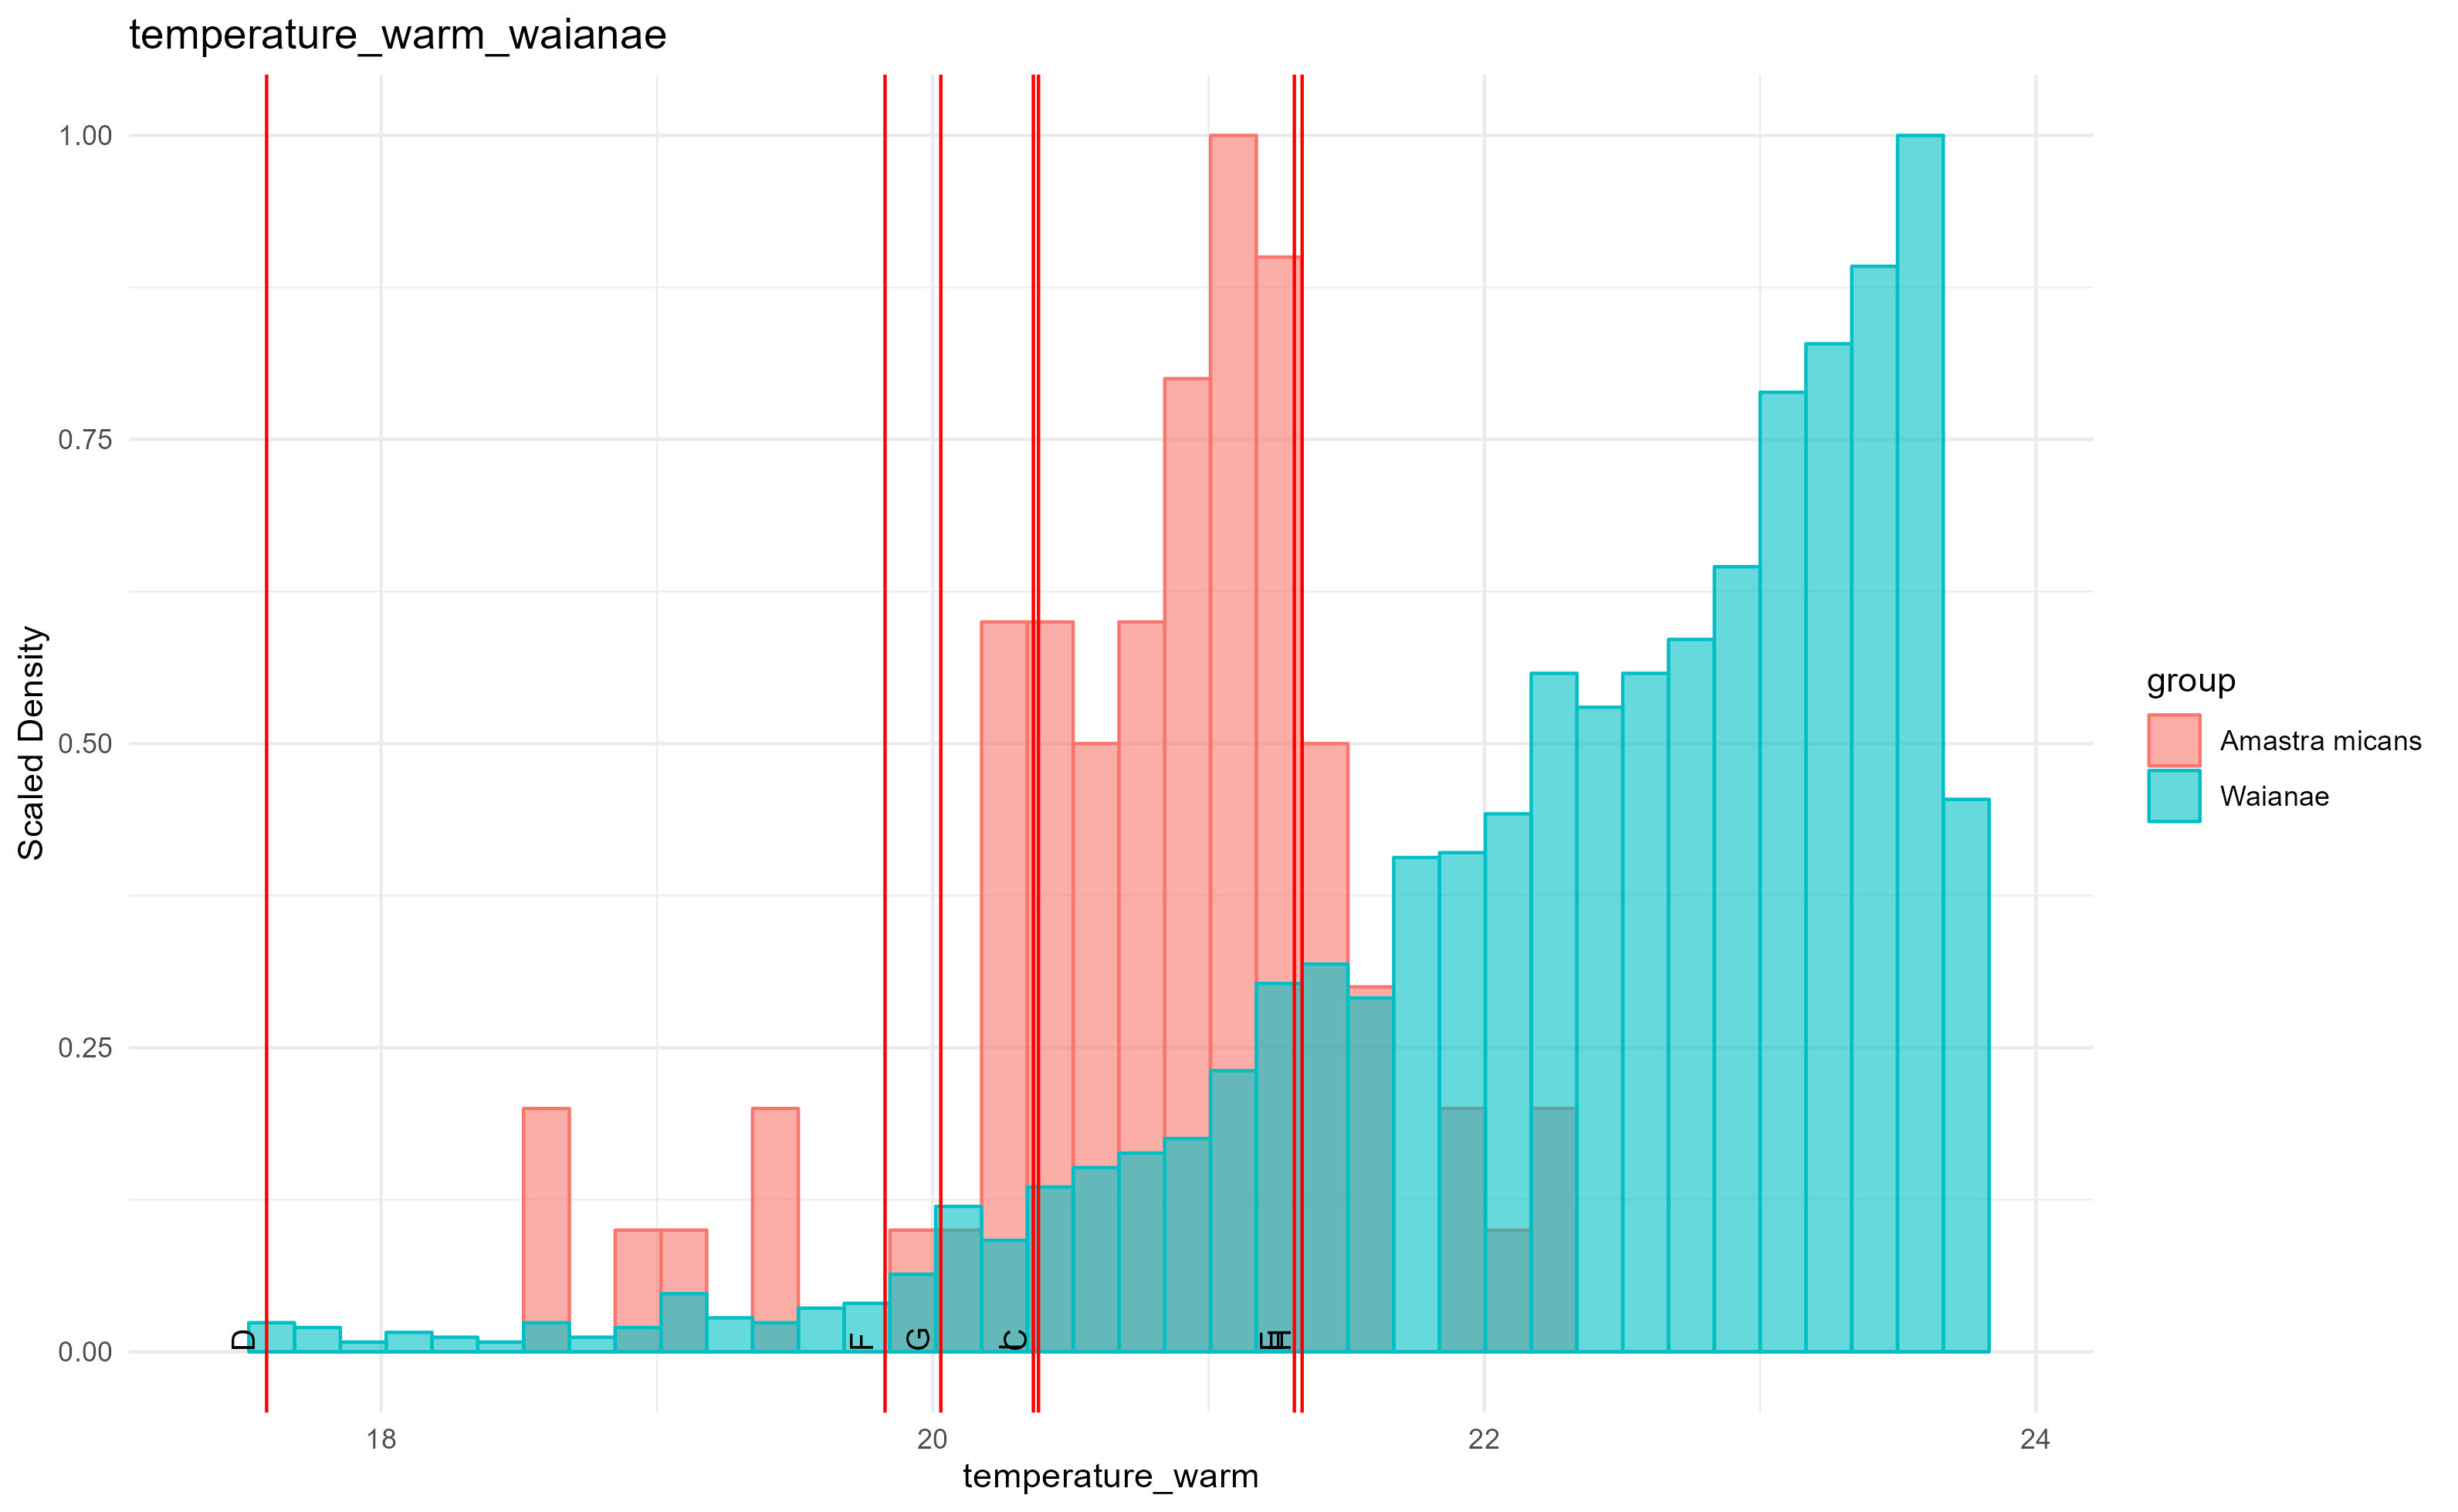 temperature_warm_waianae
1.00
0.75
0.50
0.25
0.00
Scaled Density
D
F
G
C
E
18
20
22
24
temperature_warm
group
Amastra micans
Waianae